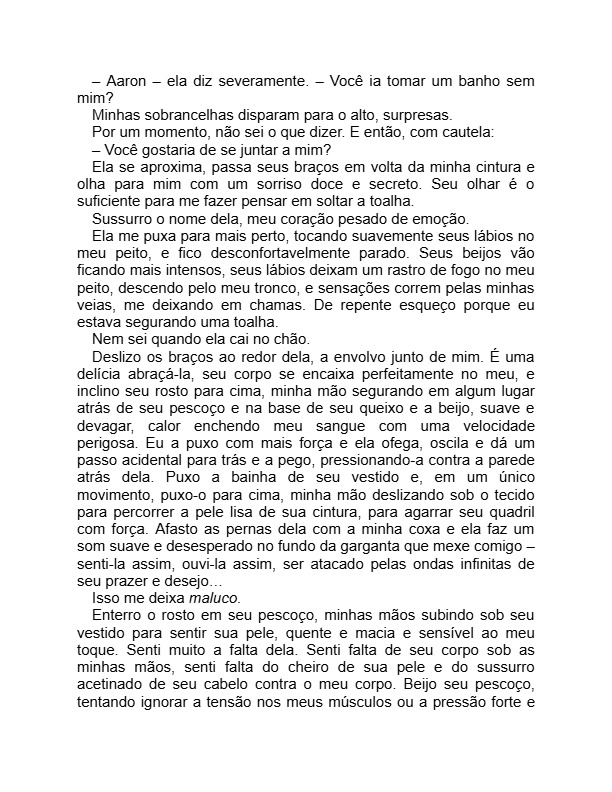 – Aaron – ela diz severamente. – Você ia tomar um banho sem
mim?
Minhas sobrancelhas disparam para o alto, surpresas.
Por um momento, não sei o que dizer. E então, com cautela:
– Você gostaria de se juntar a mim?
Ela se aproxima, passa seus braços em volta da minha cintura e
olha para mim com um sorriso doce e secreto. Seu olhar é o
suficiente para me fazer pensar em soltar a toalha.
Sussurro o nome dela, meu coração pesado de emoção.
Ela me puxa para mais perto, tocando suavemente seus lábios no
meu peito, e fico desconfortavelmente parado. Seus beijos vão
ficando mais intensos, seus lábios deixam um rastro de fogo no meu
peito, descendo pelo meu tronco, e sensações correm pelas minhas
veias, me deixando em chamas. De repente esqueço porque eu
estava segurando uma toalha.
Nem sei quando ela cai no chão.
Deslizo os braços ao redor dela, a envolvo junto de mim. É uma
delícia abraçá-la, seu corpo se encaixa perfeitamente no meu, e
inclino seu rosto para cima, minha mão segurando em algum lugar
atrás de seu pescoço e na base de seu queixo e a beijo, suave e
devagar, calor enchendo meu sangue com uma velocidade
perigosa. Eu a puxo com mais força e ela ofega, oscila e dá um
passo acidental para trás e a pego, pressionando-a contra a parede
atrás dela. Puxo a bainha de seu vestido e, em um único
movimento, puxo-o para cima, minha mão deslizando sob o tecido
para percorrer a pele lisa de sua cintura, para agarrar seu quadril
com força. Afasto as pernas dela com a minha coxa e ela faz um
som suave e desesperado no fundo da garganta que mexe comigo –
senti-la assim, ouvi-la assim, ser atacado pelas ondas infinitas de
seu prazer e desejo…
Isso me deixa maluco.
Enterro o rosto em seu pescoço, minhas mãos subindo sob seu
vestido para sentir sua pele, quente e macia e sensível ao meu
toque. Senti muito a falta dela. Senti falta de seu corpo sob as
minhas mãos, senti falta do cheiro de sua pele e do sussurro
acetinado de seu cabelo contra o meu corpo. Beijo seu pescoço,
tentando ignorar a tensão nos meus músculos ou a pressão forte e